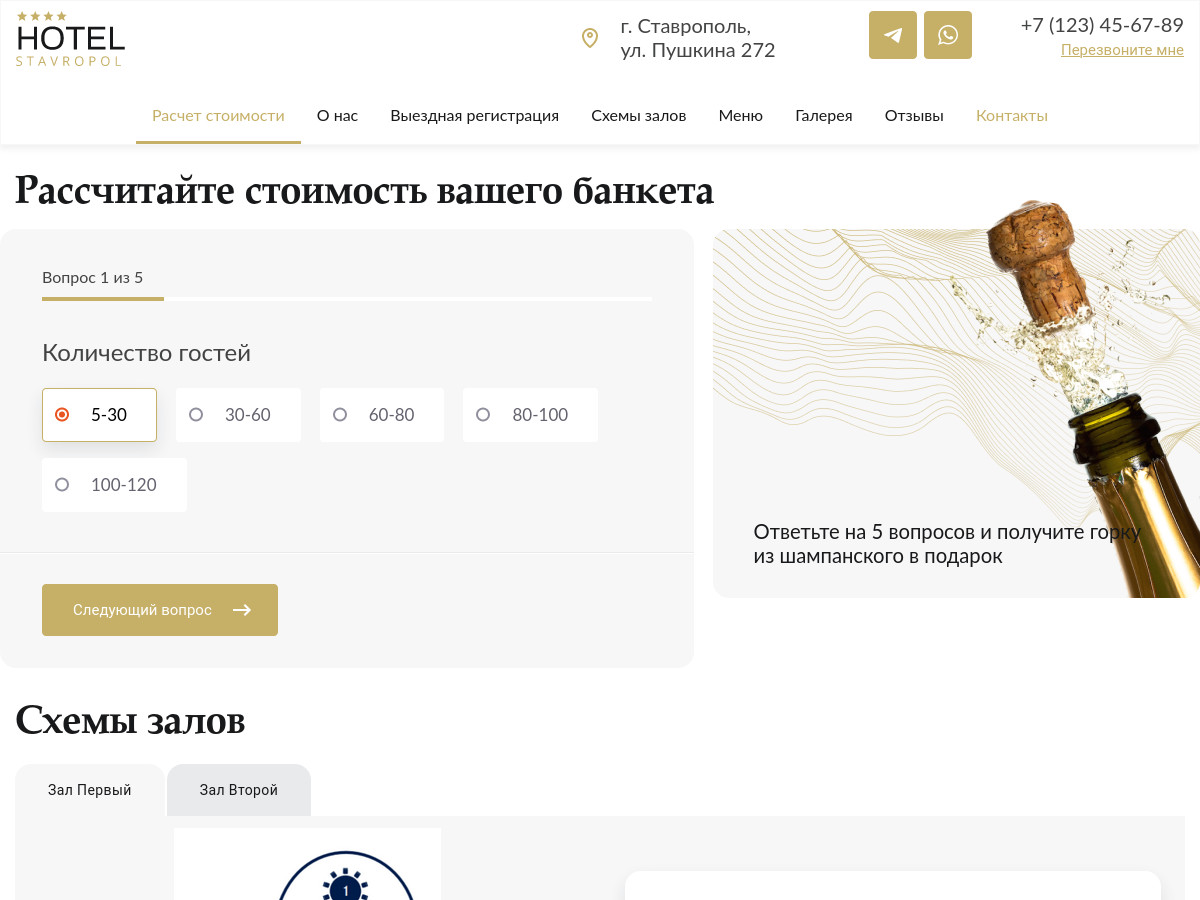 HOTEL
STAVROPOL
г. Ставрополь,
ул. Пушкина 272
+7 (123) 45-67-89
Перезвоните мне
Расчет стоимости
О нас
Выездная регистрация
Схемы залов
Меню
Галерея
Отзывы
Контакты
Рассчитайте стоимость вашего банкета
Вопрос 1 из 5
Количество гостей
5-30
30-60
60-80
80-100
100-120
Следующий вопрос
Ответьте на 5 вопросов и получите горку
из шампанского в подарок
Схемы залов
Зал Первый
Зал Второй
1